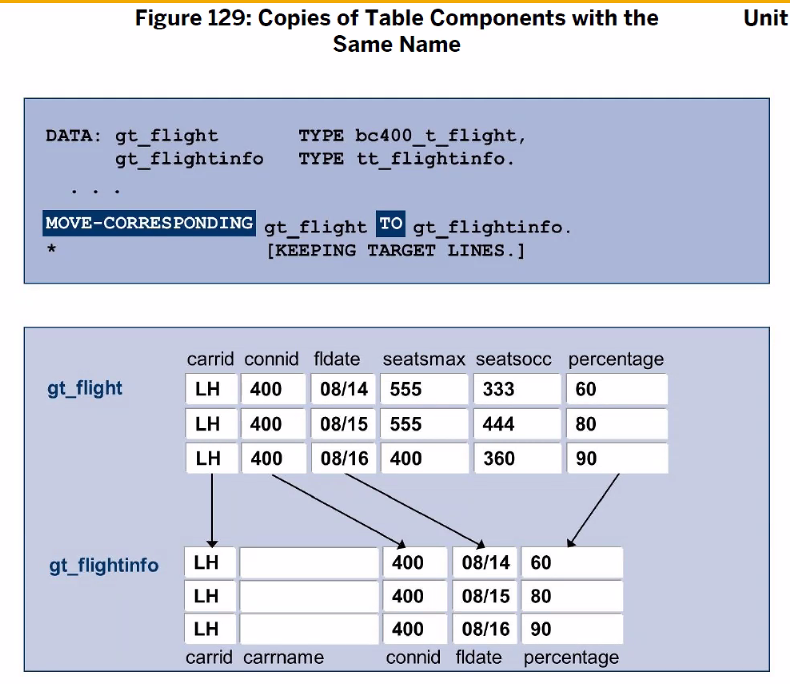 Figure 129: Copies of Table Components with the
Same Name
Unit
DATA: gt_flight TYPE bc400_t_flight,
gt_flightinfo TYPE tt_flightinfo.
. . .
MOVE-CORRESPONDING gt_flight TO gt_flightinfo.
* [KEEPING TARGET LINES.]
carrid connid fldate seatsmax seatsocc percentage
gt_flight
LH 400 08/14 555 333 60
LH 400 08/15 555 444 80
LH 400 08/16 400 360 90
gt_flightinfo
LH 400 08/14 60
LH 400 08/15 80
LH 400 08/16 90
carrid carrname connid fldate percentage